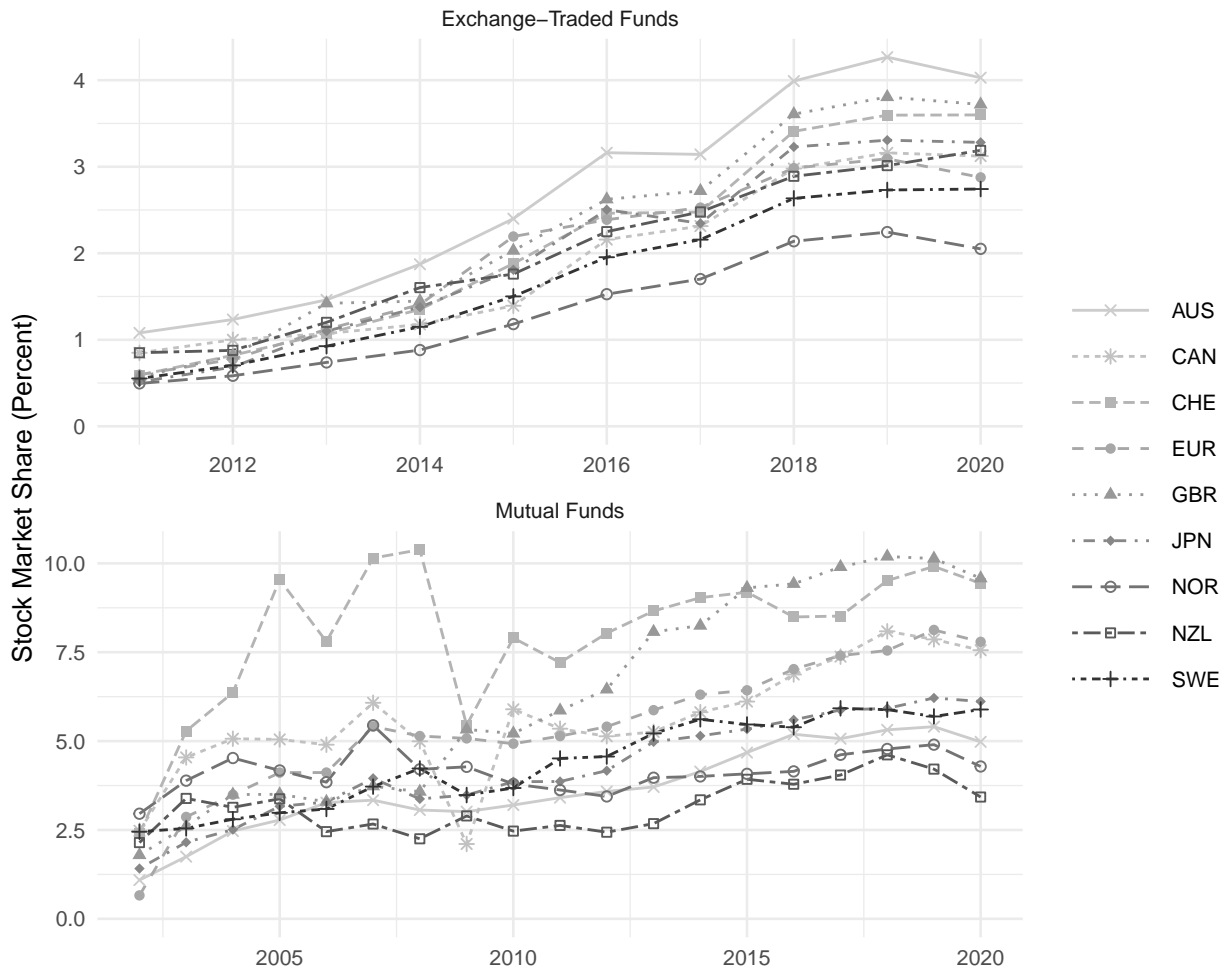 Exchange−Traded Funds
4
3
2
1
0
2012 2014 2016 2018 2020
Stock Market Share (Percent)
Mutual Funds
10.0
7.5
5.0
2.5
0.0
2005 2010 2015 2020
AUS
CAN
CHE
EUR
GBR
JPN
NOR
NZL
SWE